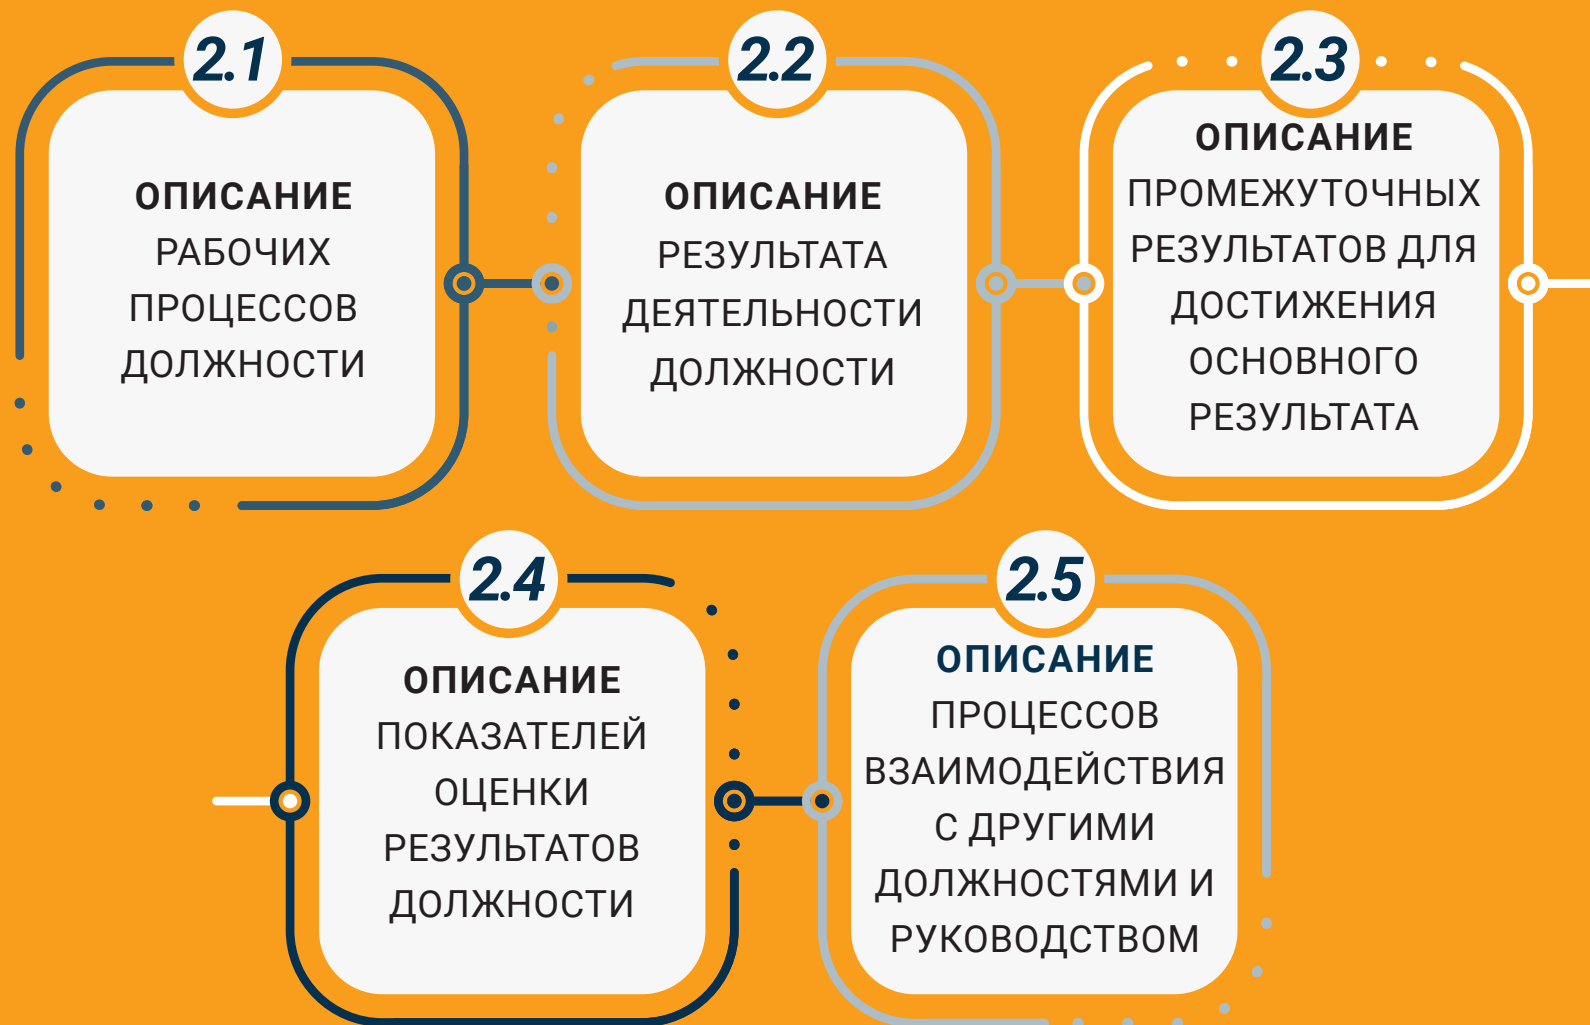 2.1
ОПИСАНИЕ
РАБОЧИХ
ПРОЦЕССОВ
ДОЛЖНОСТИ
2.2
ОПИСАНИЕ
РЕЗУЛЬТАТА
ДЕЯТЕЛЬНОСТИ
ДОЛЖНОСТИ
2.3
ОПИСАНИЕ
ПРОМЕЖУТОЧНЫХ
РЕЗУЛЬТАТОВ ДЛЯ
ДОСТИЖЕНИЯ
ОСНОВНОГО
РЕЗУЛЬТАТА
2.4
ОПИСАНИЕ
ПОКАЗАТЕЛЕЙ
ОЦЕНКИ
РЕЗУЛЬТАТОВ
ДОЛЖНОСТИ
2.5
ОПИСАНИЕ
ПРОЦЕССОВ
ВЗАИМОДЕЙСТВИЯ
С ДРУГИМИ
ДОЛЖНОСТЯМИ И
РУКОВОДСТВОМ